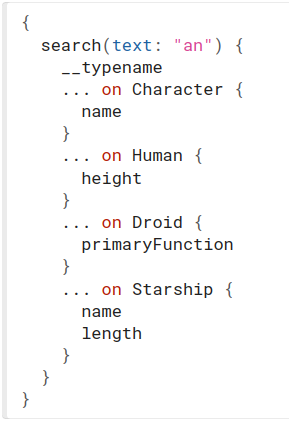 {
  search(text: "an") {
    __typename
    ... on Character {
      name
    }
    ... on Human {
      height
    }
    ... on Droid {
      primaryFunction
    }
    ... on Starship {
      name
      length
    }
  }
}